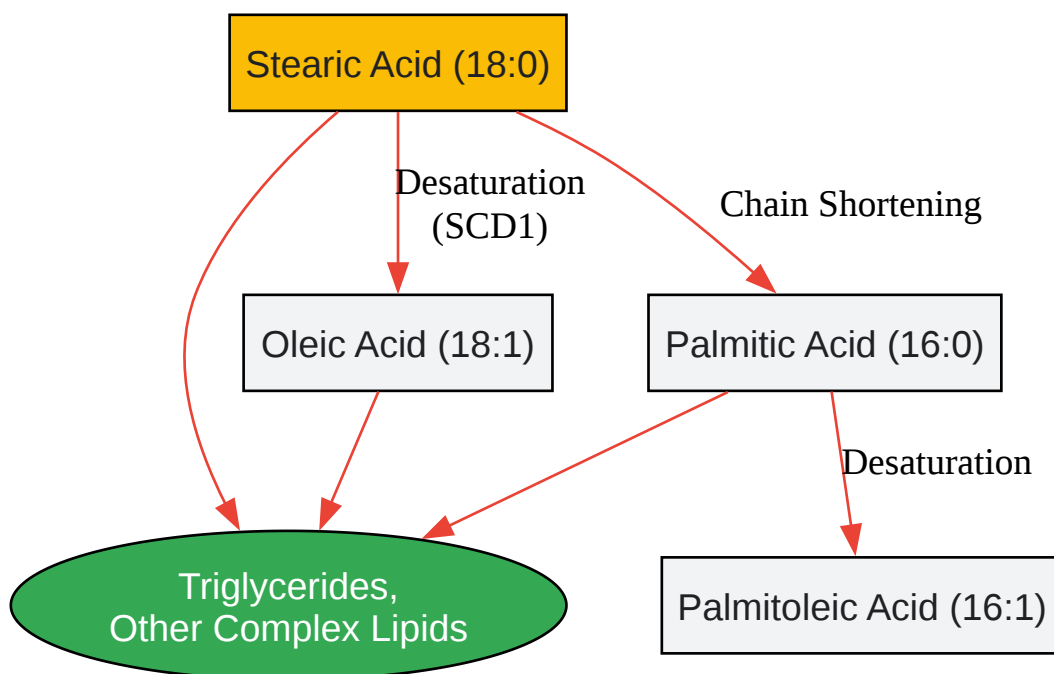 Stearic Acid (18:0)
Desaturation
(SCD1)
Chain Shortening
Oleic Acid (18:1)
Palmitic Acid (16:0)
Desaturation
Triglycerides,
Other Complex Lipids
Palmitoleic Acid (16:1)